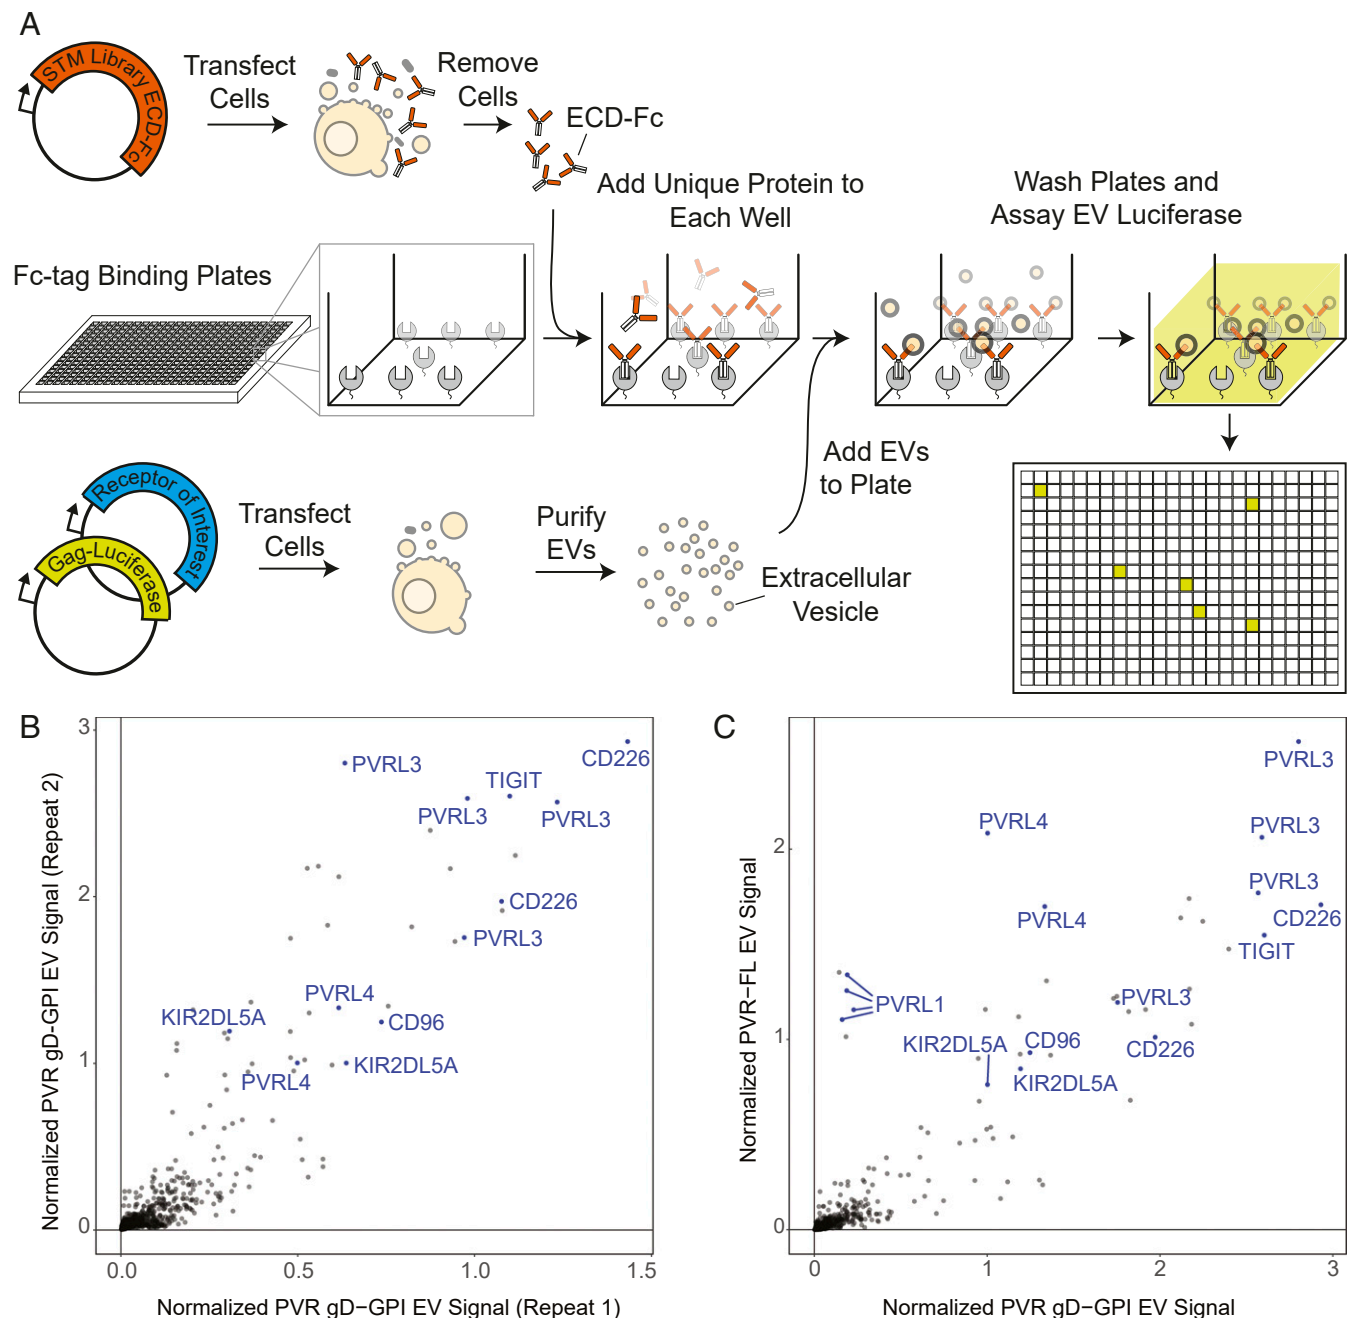 A
STM Library ECD-Fc
Transfect
Cells
Remove
Cells
ECD-Fc
Add Unique Protein to
Each Well
Wash Plates and
Assay EV Luciferase
Fc-tag Binding Plates
Receptor of Interest
Gag-Luciferase
Transfect
Cells
Purify
EVs
Extracellular
Vesicle
Add EVs
to Plate
B
Normalized PVR gD−GPI EV Signal (Repeat 2)
3
2
1
0
PVRL3
CD226
TIGIT
PVRL3
PVRL3
CD226
PVRL3
PVRL4
KIR2DL5A
CD96
PVRL4
KIR2DL5A
0.0
0.5
1.0
1.5
Normalized PVR gD−GPI EV Signal (Repeat 1)
C
Normalized PVR−FL EV Signal
2
1
0
PVRL3
PVRL4
PVRL3
PVRL3
PVRL4
CD226
TIGIT
PVRL1
PVRL3
KIR2DL5A
CD96
CD226
KIR2DL5A
0
1
2
3
Normalized PVR gD−GPI EV Signal